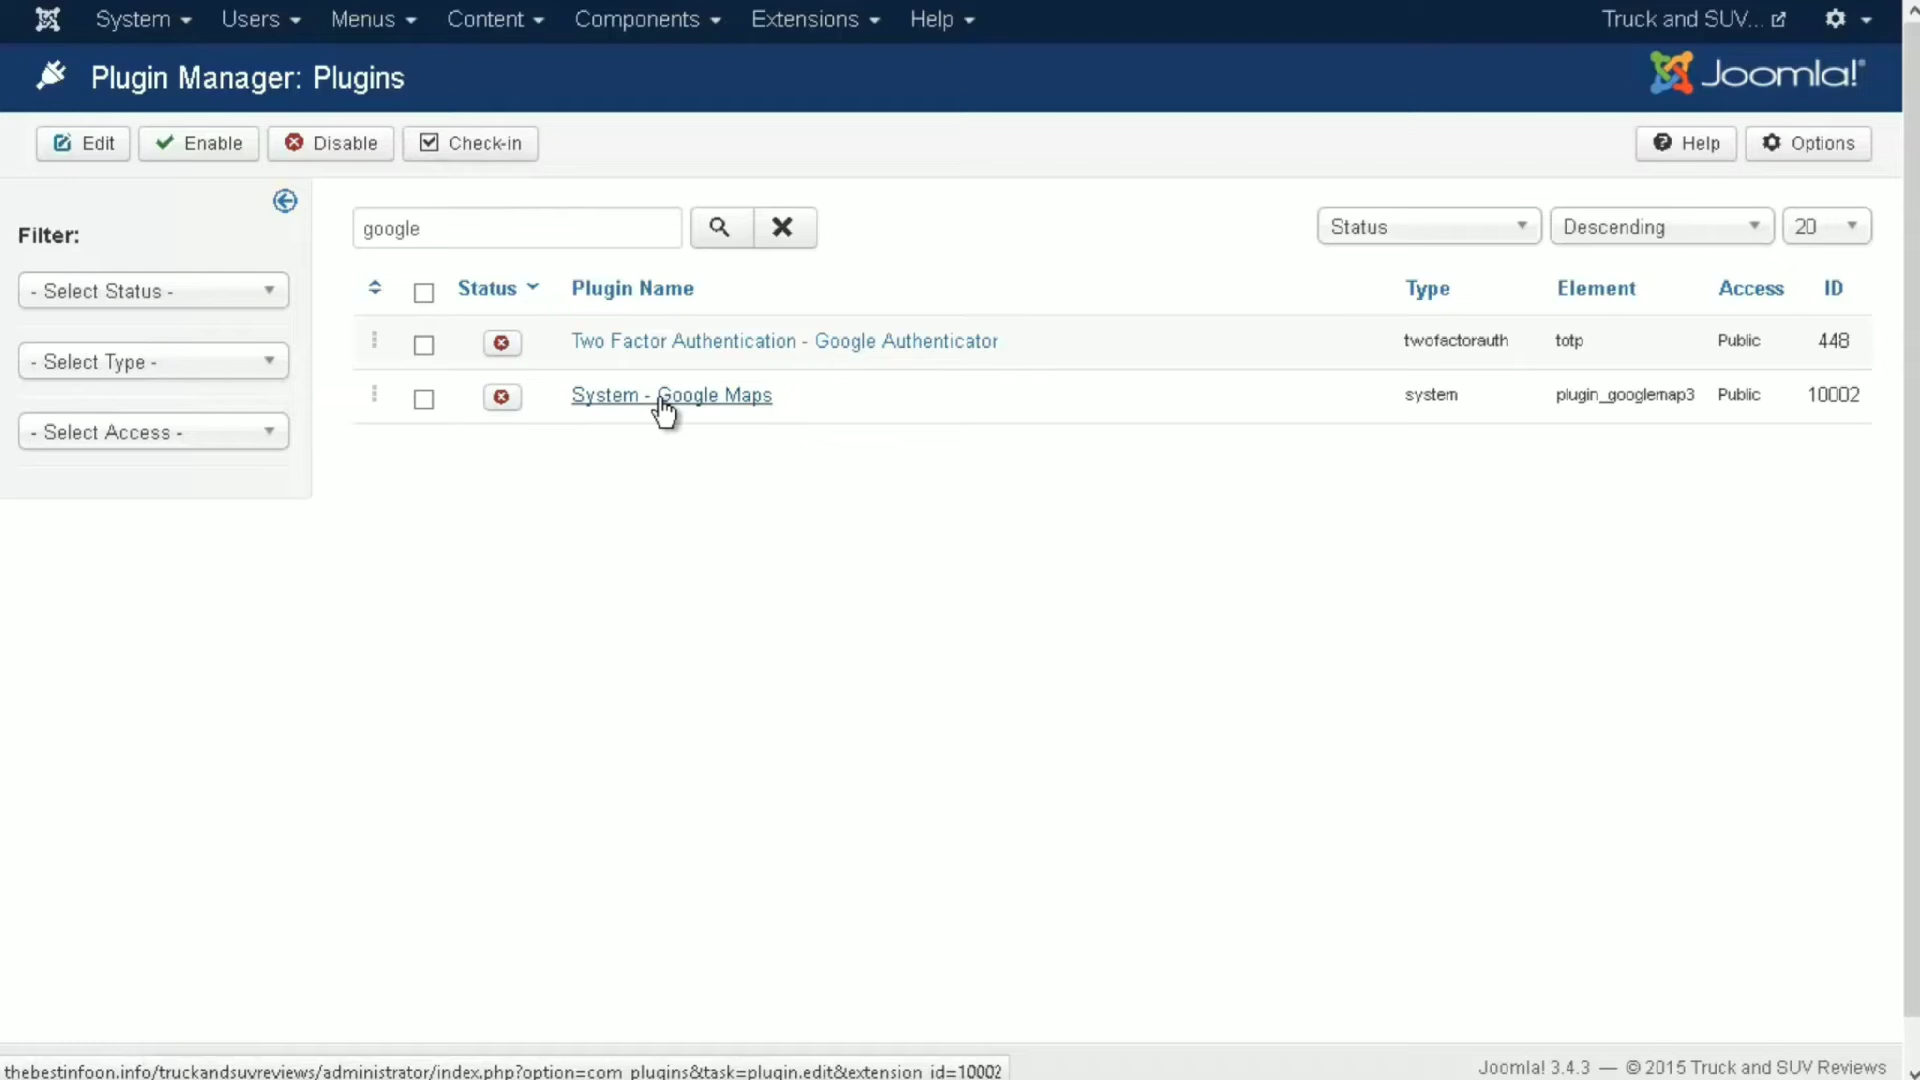 System Users Menus Content Components Extensions Help Truck and SUV...
Plugin Manager: Plugins Joomla!®
Edit Enable Disable Check-in Help Options
Filter:
- Select Status -
- Select Type -
- Select Access -
google Status Descending 20
Status Plugin Name Type Element Access ID
Two Factor Authentication - Google Authenticator twofactorauth totp Public 448
System - Google Maps system plugin_googlemap3 Public 10002
thebestinfoon.info/truckandsuvreviews/administrator/index.php?option=com_plugins&task=plugin.edit&extension_id=10002
Joomla! 3.4.3 — © 2015 Truck and SUV Reviews